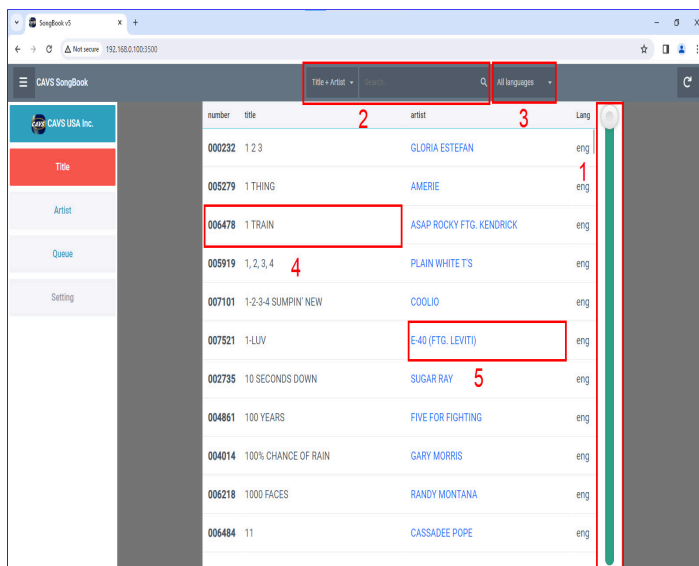 SongBook v5
Not secure 192.168.0.100:3500
CAVS SongBook
Title + Artist
Search..
All languages
2
3
CAVS CAVS USA Inc.
Title
Artist
Queue
Setting
number title artist Lang
1
000232 1 2 3 GLORIA ESTEFAN eng
005279 1 THING AMERIE eng
006478 1 TRAIN ASAP ROCKY FTG. KENDRICK eng
005919 1, 2, 3, 4 PLAIN WHITE T'S eng
4
007101 1-2-3-4 SUMPIN' NEW COOLIO eng
007521 1-LUV E-40 (FTG. LEVITI) eng
002735 10 SECONDS DOWN SUGAR RAY eng
5
004861 100 YEARS FIVE FOR FIGHTING eng
004014 100% CHANCE OF RAIN GARY MORRIS eng
006218 1000 FACES RANDY MONTANA eng
006484 11 CASSADEE POPE eng